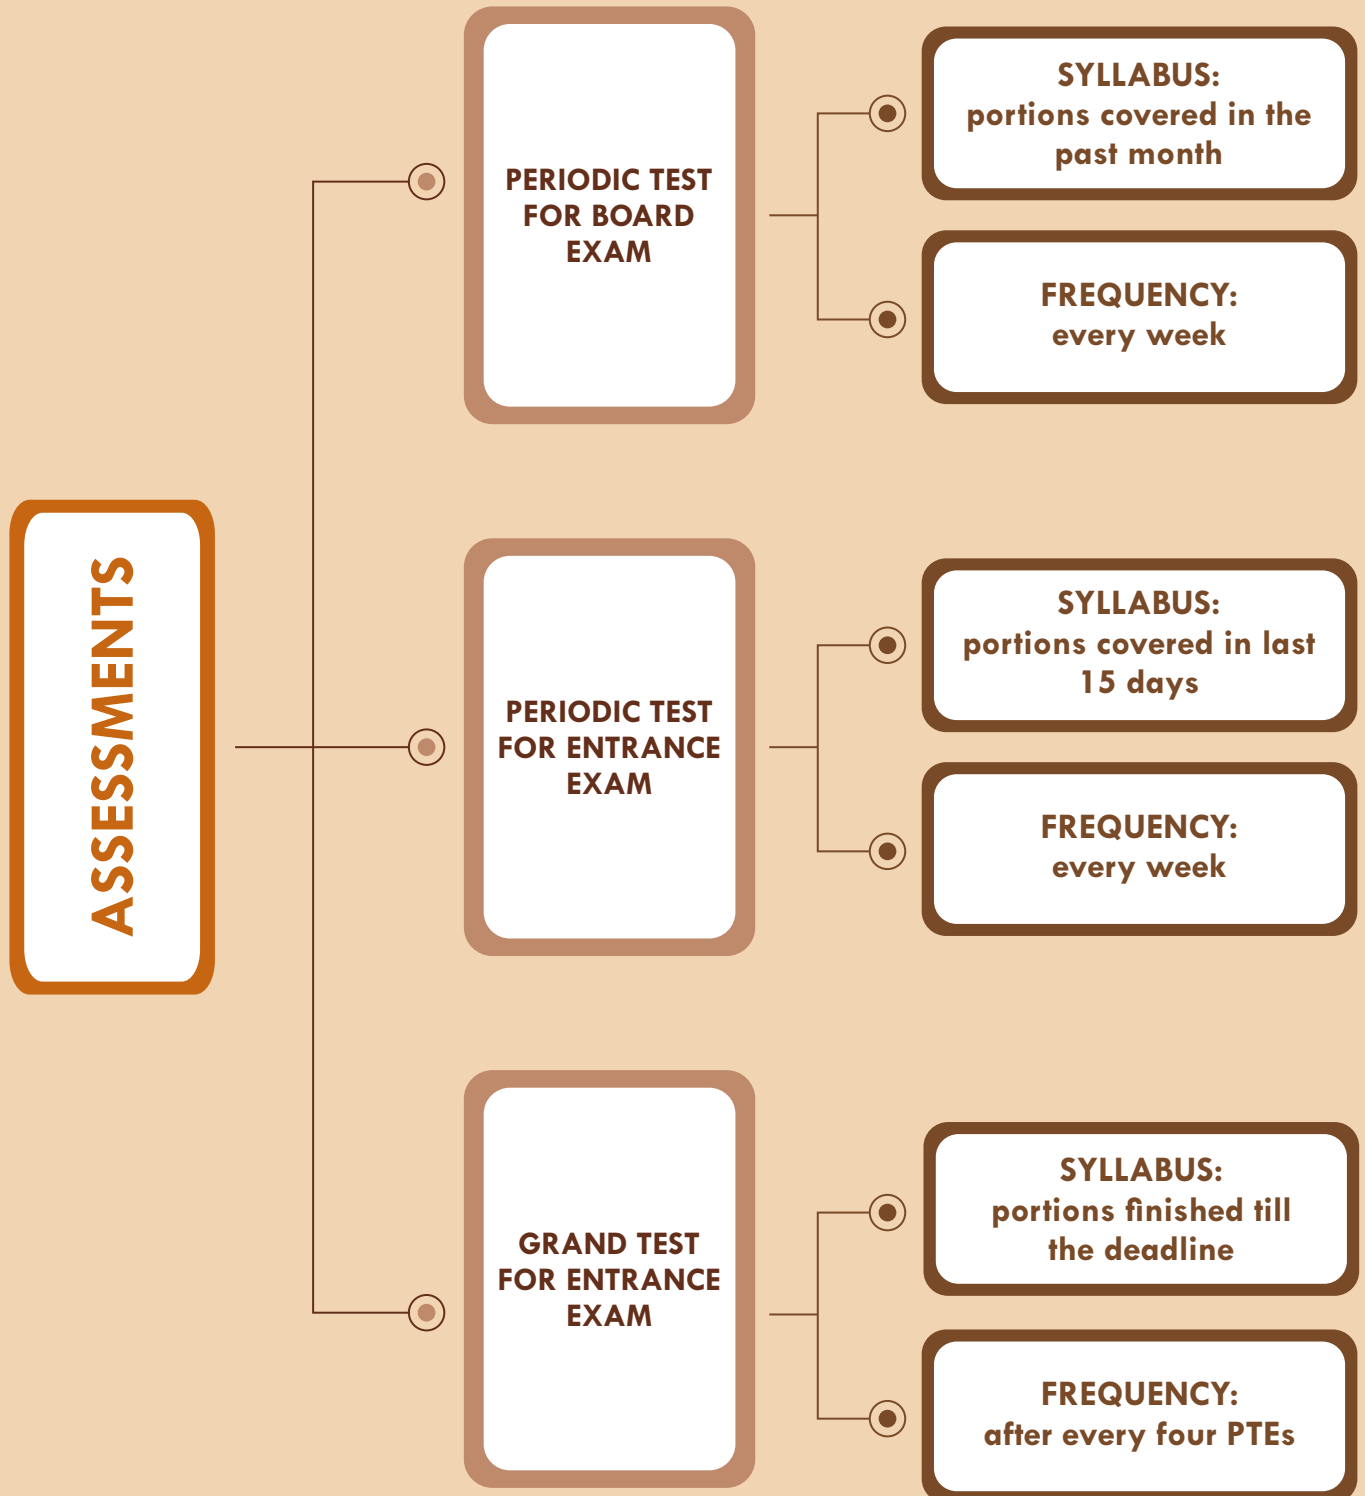 ASSESSMENTS
PERIODIC TEST
FOR BOARD
EXAM
SYLLABUS:
portions covered in the
past month
FREQUENCY:
every week
PERIODIC TEST
FOR ENTRANCE
EXAM
SYLLABUS:
portions covered in last
15 days
FREQUENCY:
every week
GRAND TEST
FOR ENTRANCE
EXAM
SYLLABUS:
portions finished till
the deadline
FREQUENCY:
after every four PTEs